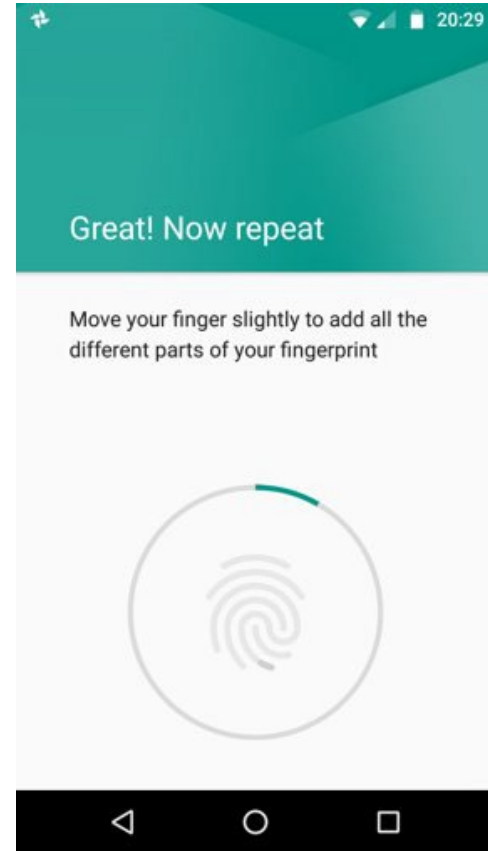 20:29
Great! Now repeat
Move your finger slightly to add all the
different parts of your fingerprint